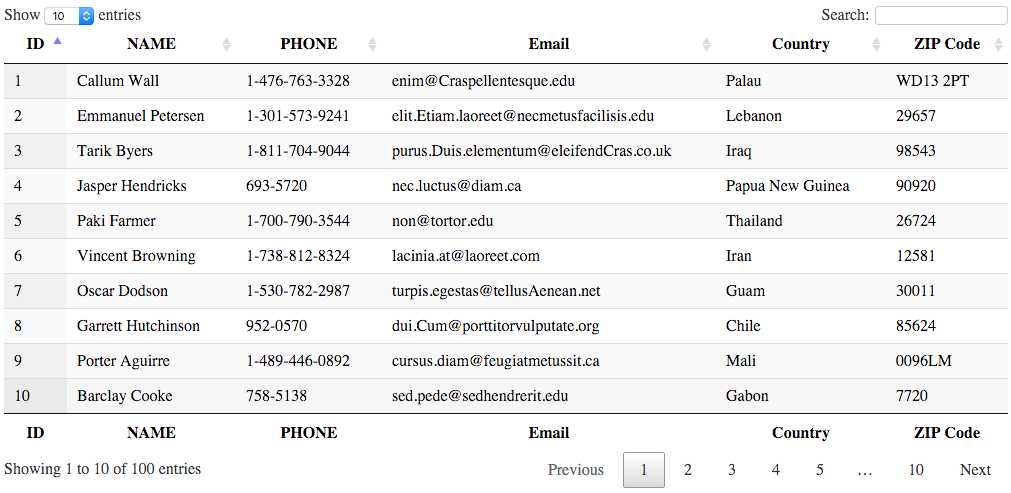 Show 10 entries Search:
ID NAME PHONE Email Country ZIP Code
1 Callum Wall 1-476-763-3328 enim@Craspellentesque.edu Palau WD13 2PT
2 Emmanuel Petersen 1-301-573-9241 elit.Etiam.laoreet@necmetusfacilisis.edu Lebanon 29657
3 Tarik Byers 1-811-704-9044 purus.Duis.elementum@eleifendCras.co.uk Iraq 98543
4 Jasper Hendricks 693-5720 nec.luctus@diam.ca Papua New Guinea 90920
5 Paki Farmer 1-700-790-3544 non@tortor.edu Thailand 26724
6 Vincent Browning 1-738-812-8324 lacinia.at@laoreet.com Iran 12581
7 Oscar Dodson 1-530-782-2987 turpis.egestas@tellusAenean.net Guam 30011
8 Garrett Hutchinson 952-0570 dui.Cum@porttitorvulputate.org Chile 85624
9 Porter Aguirre 1-489-446-0892 cursus.diam@feugiatmetussit.ca Mali 0096LM
10 Barclay Cooke 758-5138 sed.pede@sedhendrerit.edu Gabon 7720
ID NAME PHONE Email Country ZIP Code
Showing 1 to 10 of 100 entries Previous 1 2 3 4 5 … 10 Next